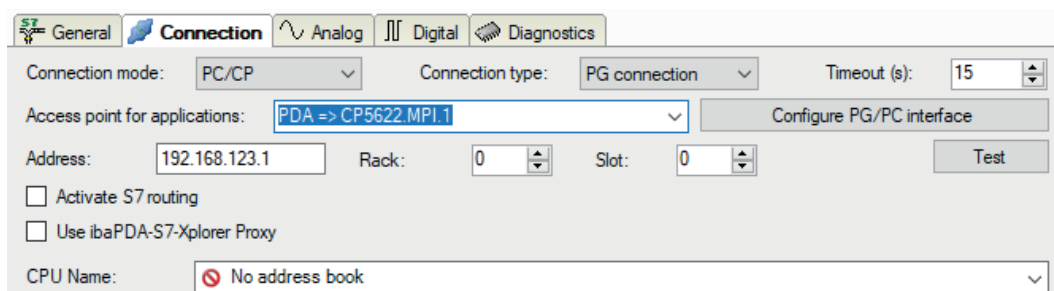 S7 General Connection Analog Digital Diagnostics
Connection mode: PC/CP Connection type: PG connection Timeout (s): 15
Access point for applications: PDA => CP5622.MPI.1 Configure PG/PC interface
Address: 192.168.123.1 Rack: 0 Slot: 0 Test
Activate S7 routing
Use ibaPDA-S7-Xplorer Proxy
CPU Name: No address book